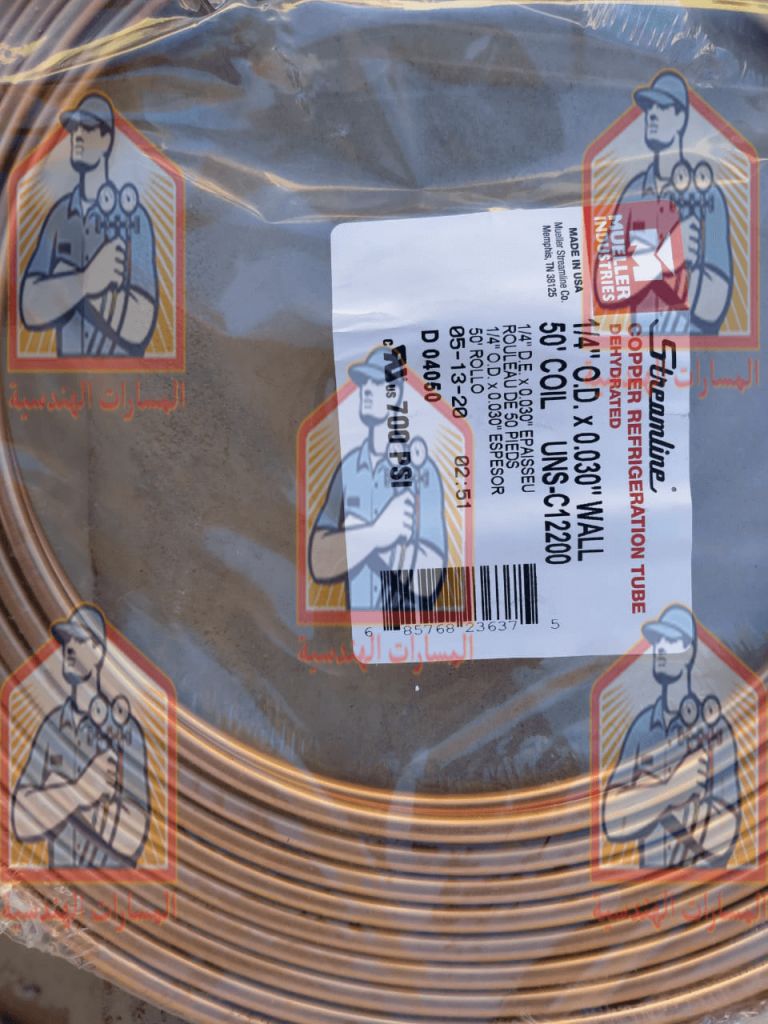 MUELLER
INDUSTRIES
MADE IN USA
Mueller Streamline Co.
Memphis, TN 38125
Streamline®
COPPER REFRIGERATION TUBE
DEHYDRATED
1/4" O.D. x 0.030" WALL
50' COIL UNS-C12200
1/4" D.E. x 0.030" EPAISSEU
ROULEAU DE 50 PIEDS
1/4" O.D. x 0.030" ESPESOR
50' ROLLO
05-13-20 02:51
D 04050
c US 700 PSI
6 85768 23637 5
المسارات الهندسية
المسارات الهندسية
المسارات الهندسية
المسارات الهندسية
المسارات الهندسية